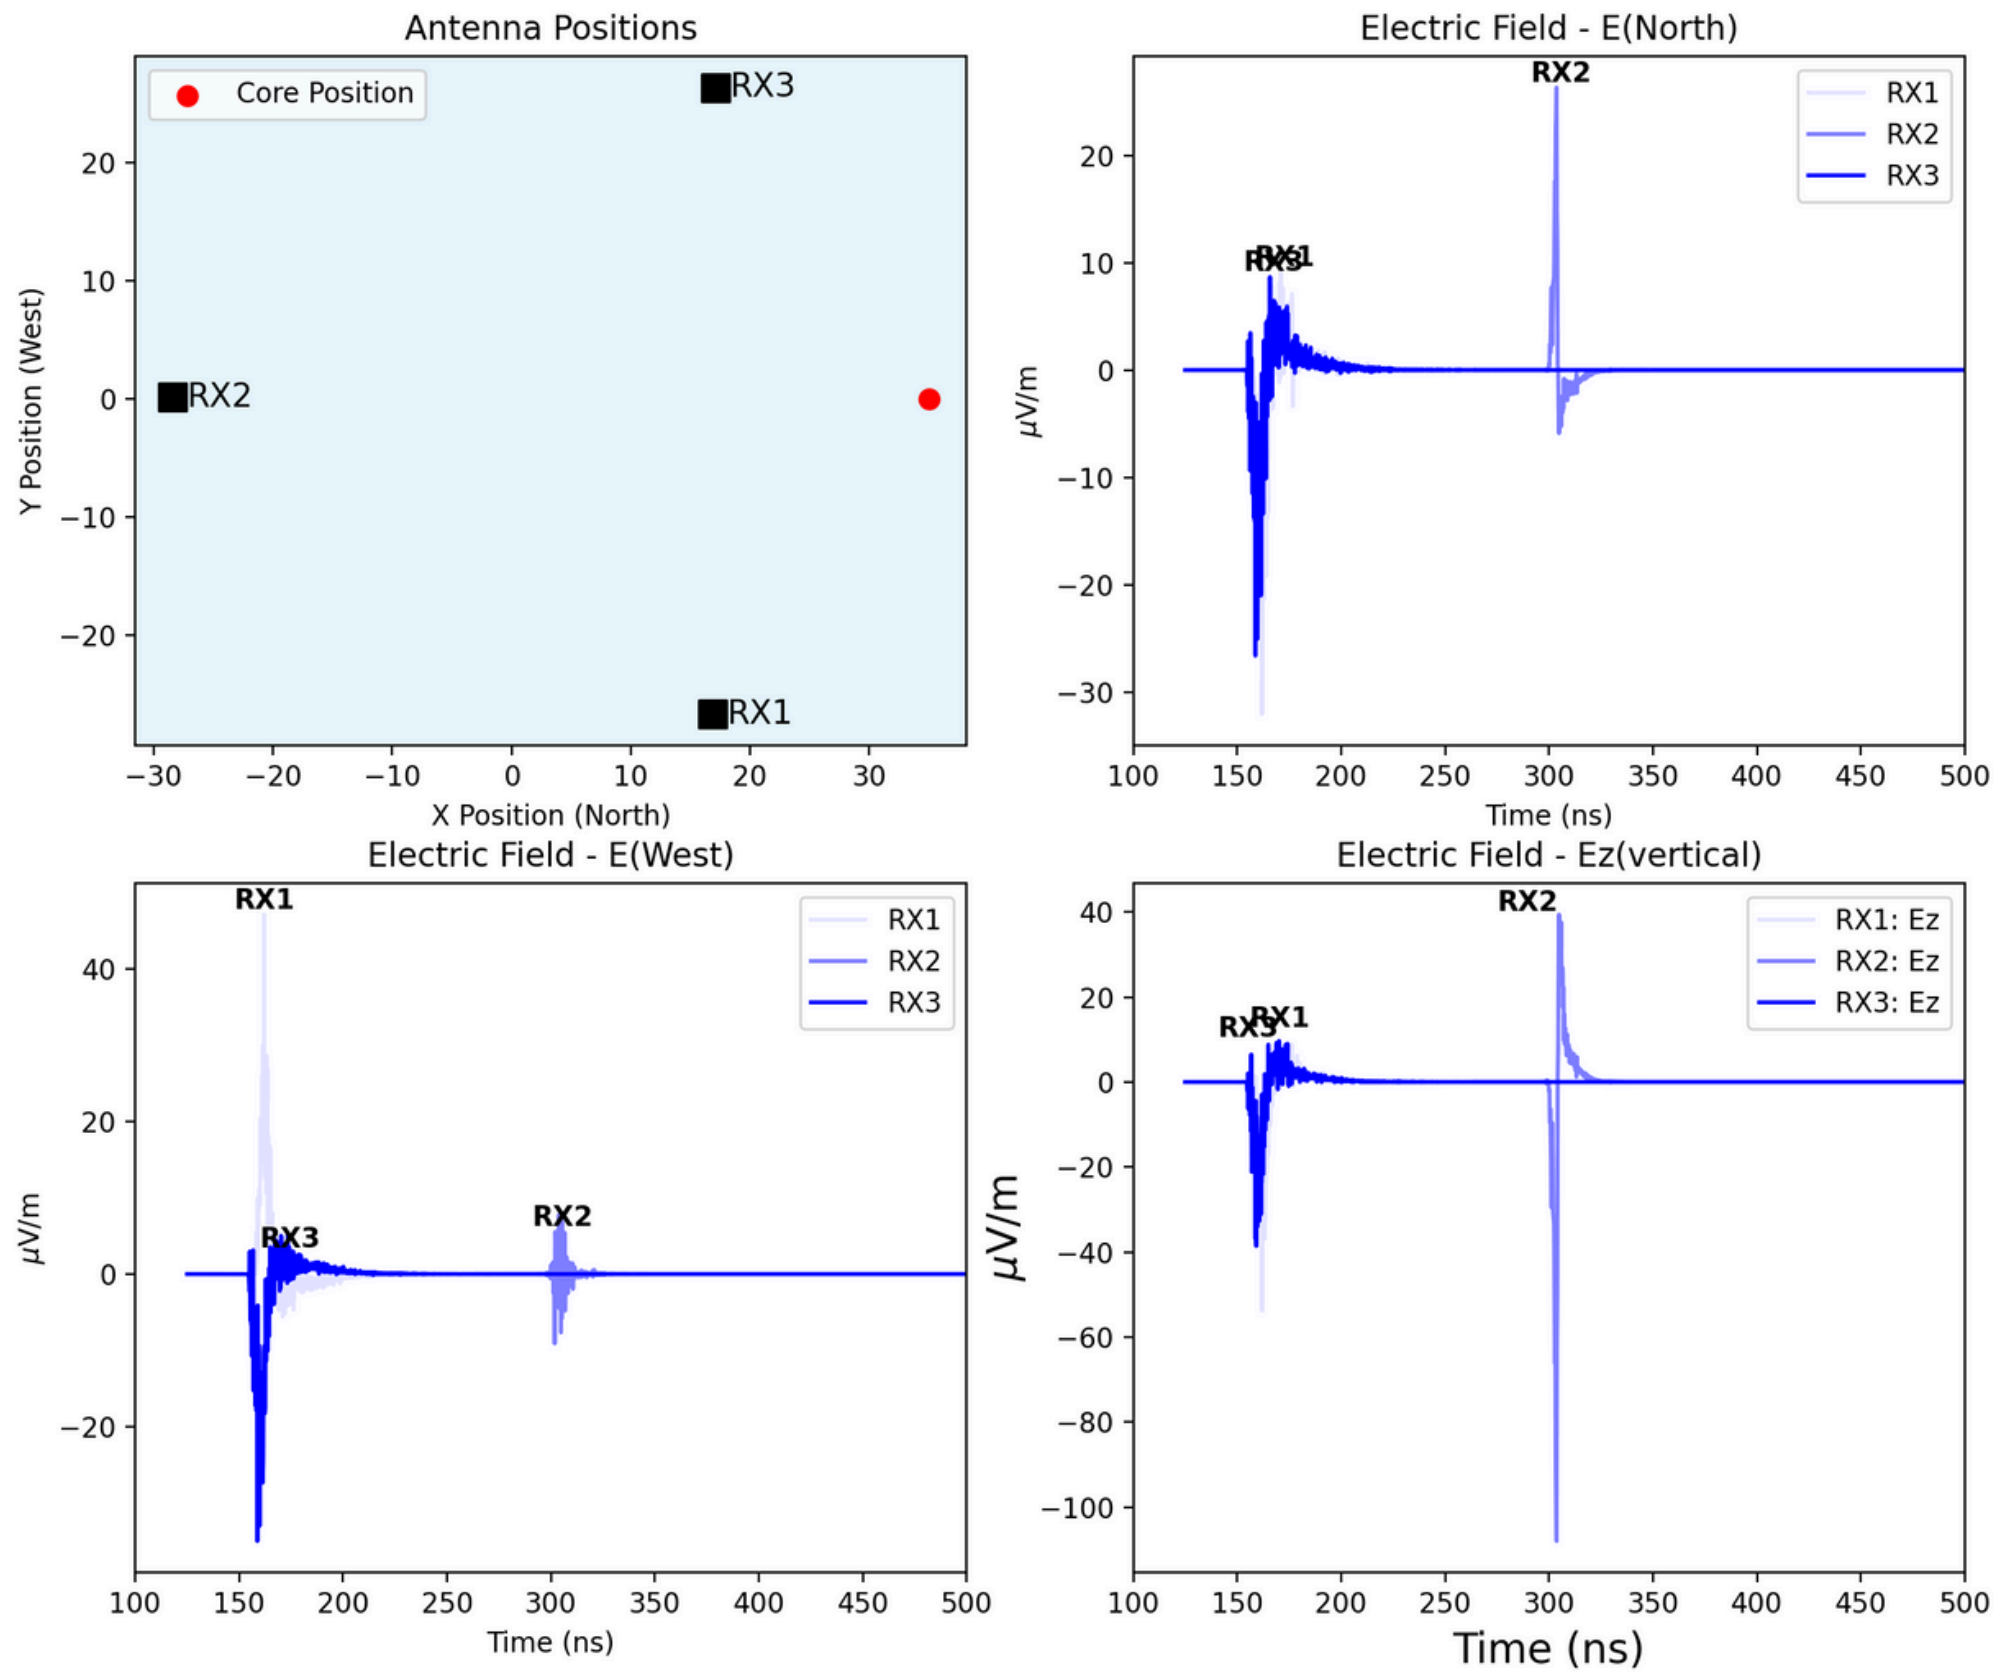 Antenna Positions
Core Position
RX3
RX2
RX1
20
10
0
−10
−20
Y Position (West)
−30
−20
−10
0
10
20
30
X Position (North)
Electric Field - E(North)
RX2
RX1
RX3
RX1
RX2
RX3
20
10
0
−10
−20
−30
μV/m
100
150
200
250
300
350
400
450
500
Time (ns)
Electric Field - E(West)
RX1
RX3
RX2
RX1
RX2
RX3
40
20
0
−20
μV/m
100
150
200
250
300
350
400
450
500
Time (ns)
Electric Field - Ez(vertical)
RX2
RX3
RX1
RX1: Ez
RX2: Ez
RX3: Ez
40
20
0
−20
−40
−60
−80
−100
μV/m
100
150
200
250
300
350
400
450
500
Time (ns)